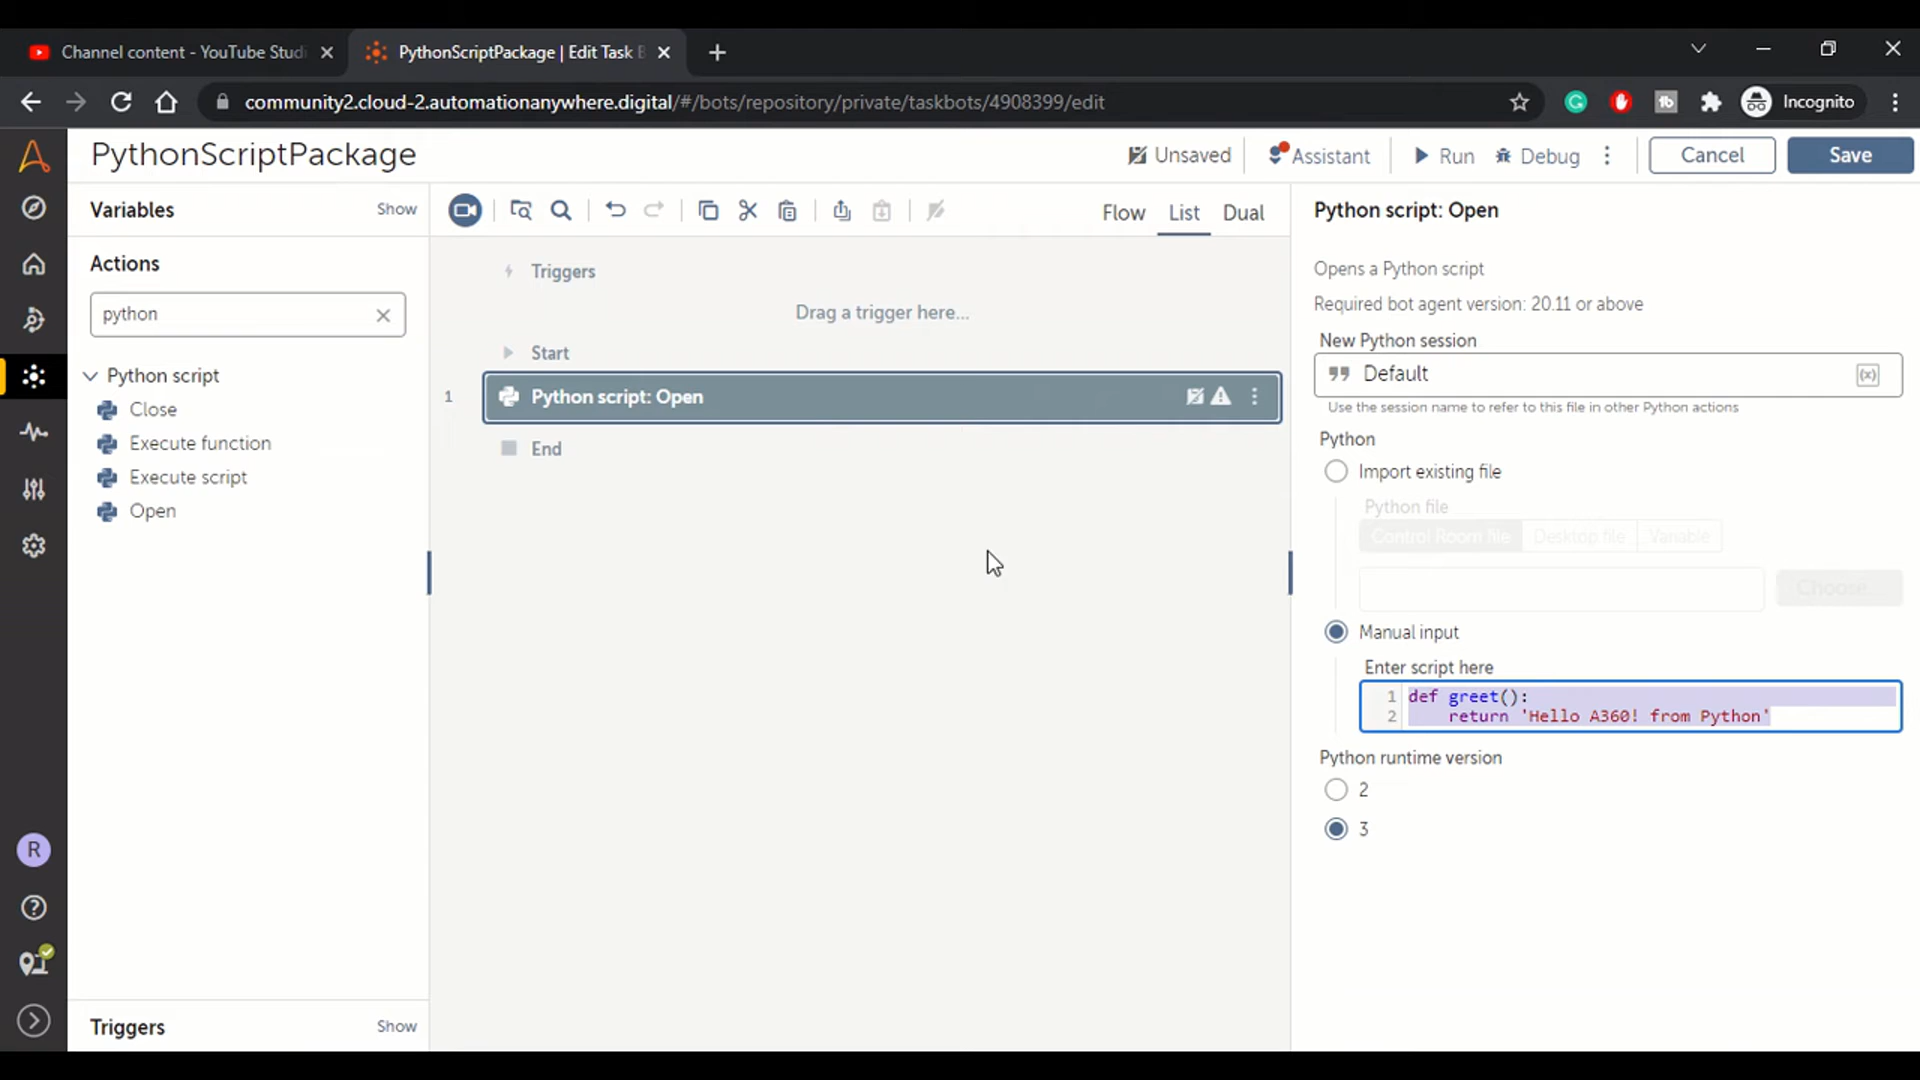 Channel content - YouTube Studi
PythonScriptPackage | Edit Task B
community2.cloud-2.automationanywhere.digital/#/bots/repository/private/taskbots/4908399/edit
Incognito
PythonScriptPackage
Unsaved
Assistant
Run
Debug
Cancel
Save
Variables
Show
Actions
python
Python script
Close
Execute function
Execute script
Open
R
Triggers
Show
Flow
List
Dual
Triggers
Drag a trigger here...
Start
1
Python script: Open
End
Python script: Open
Opens a Python script
Required bot agent version: 20.11 or above
New Python session
Default
(x)
Use the session name to refer to this file in other Python actions
Python
Import existing file
Python file
Control Room file
Desktop file
Variable
Choose...
Manual input
Enter script here
1 def greet():
2 return 'Hello A360! from Python'
Python runtime version
2
3